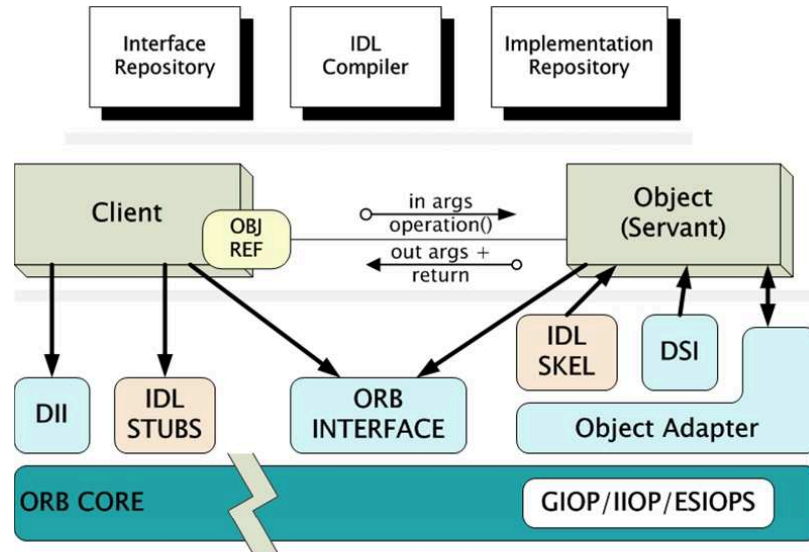 Interface
Repository
IDL
Compiler
Implementation
Repository
Client
OBJ
REF
in args
operation()
out args +
return
Object
(Servant)
DII
IDL
STUBS
ORB
INTERFACE
IDL
SKEL
DSI
Object Adapter
ORB CORE
GIOP/IIOP/ESIOPS